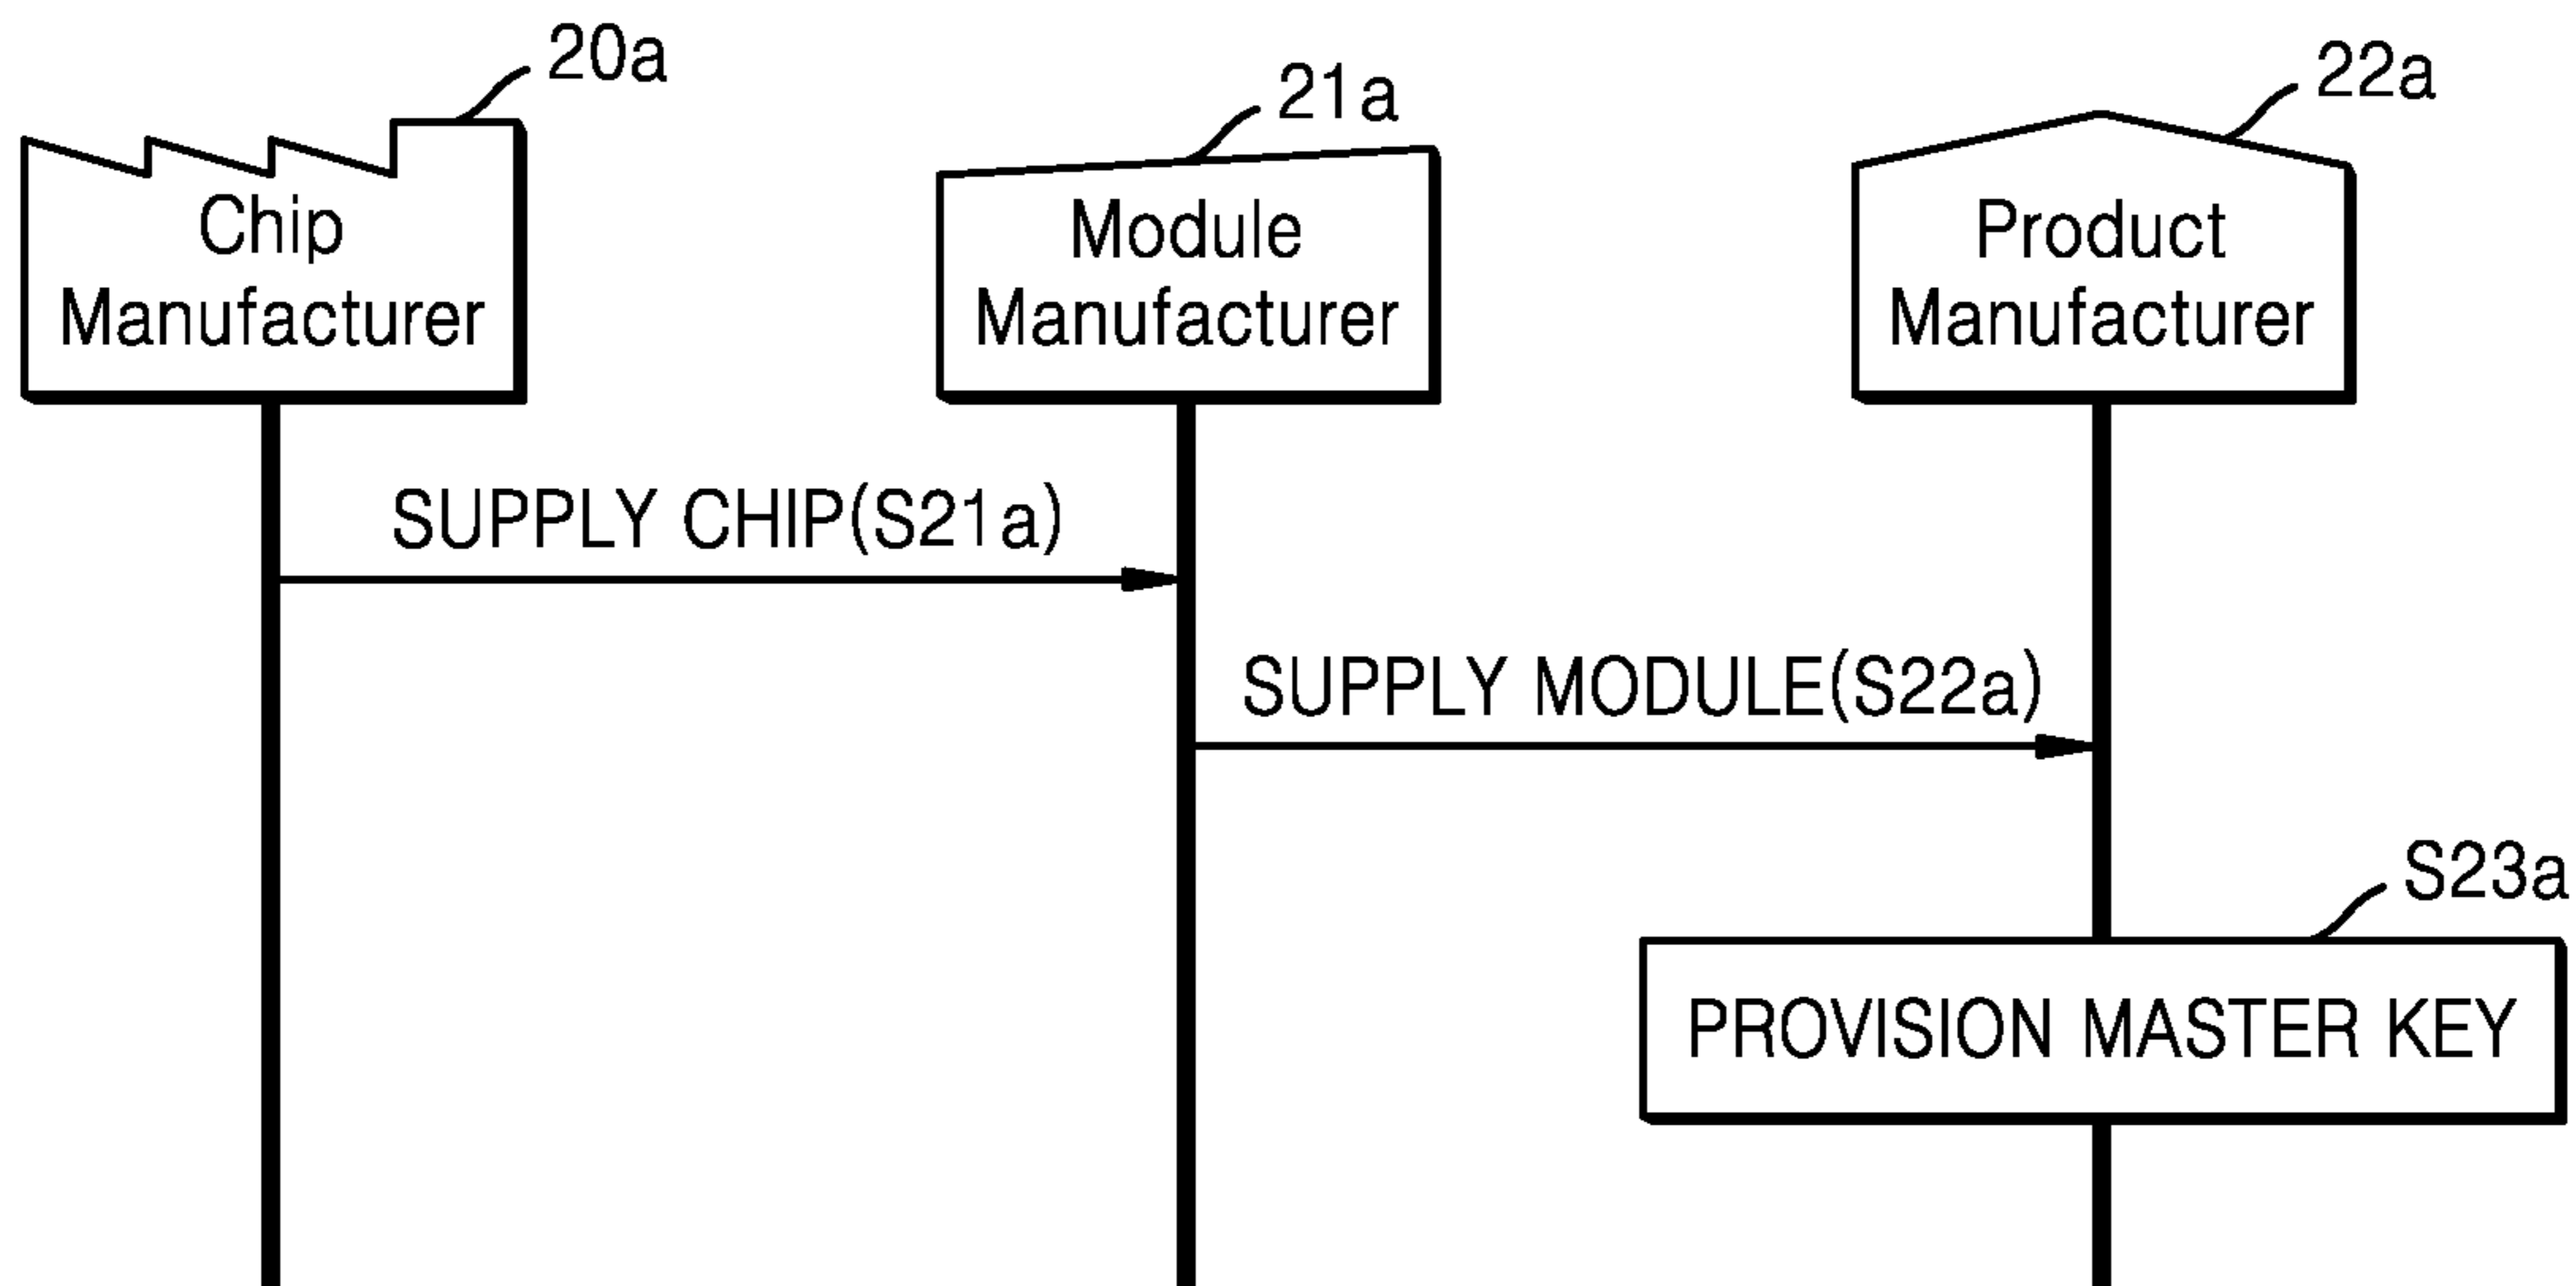 20a
21a
22a
Chip
Manufacturer
Module
Manufacturer
Product
Manufacturer
SUPPLY CHIP(S21a)
SUPPLY MODULE(S22a)
S23a
PROVISION MASTER KEY